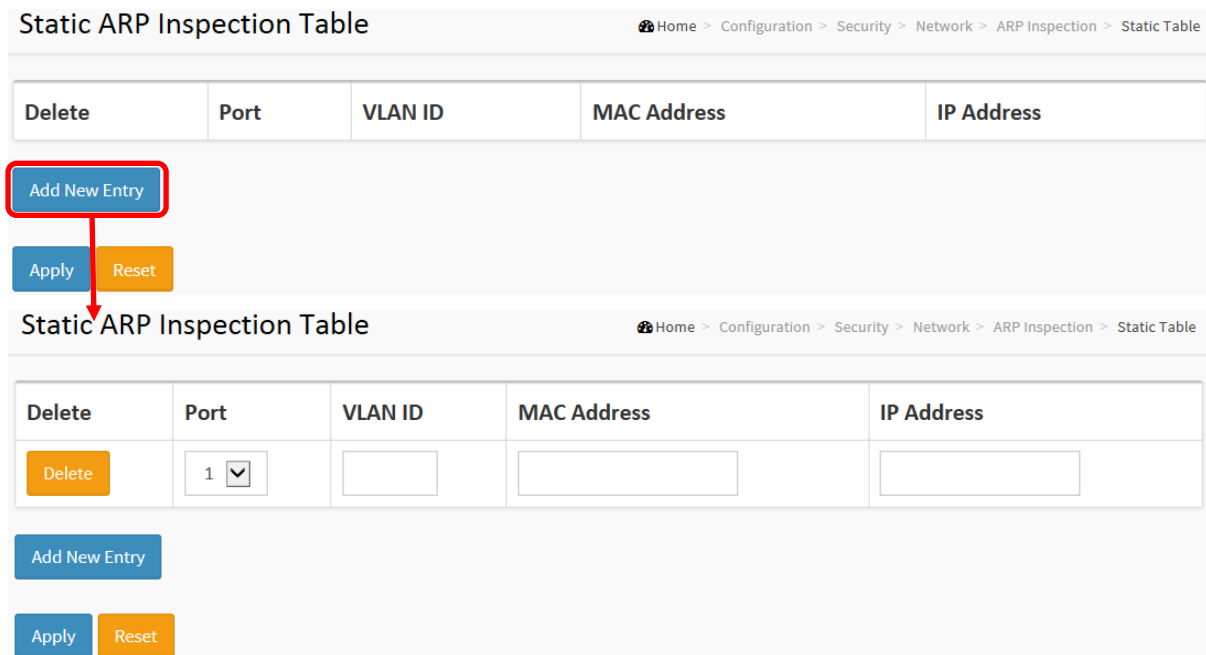 Static ARP Inspection Table
Home > Configuration > Security > Network > ARP Inspection > Static Table
Delete Port VLAN ID MAC Address IP Address
Add New Entry
Apply Reset
Static ARP Inspection Table
Home > Configuration > Security > Network > ARP Inspection > Static Table
Delete Port VLAN ID MAC Address IP Address
Delete 1
Add New Entry
Apply Reset